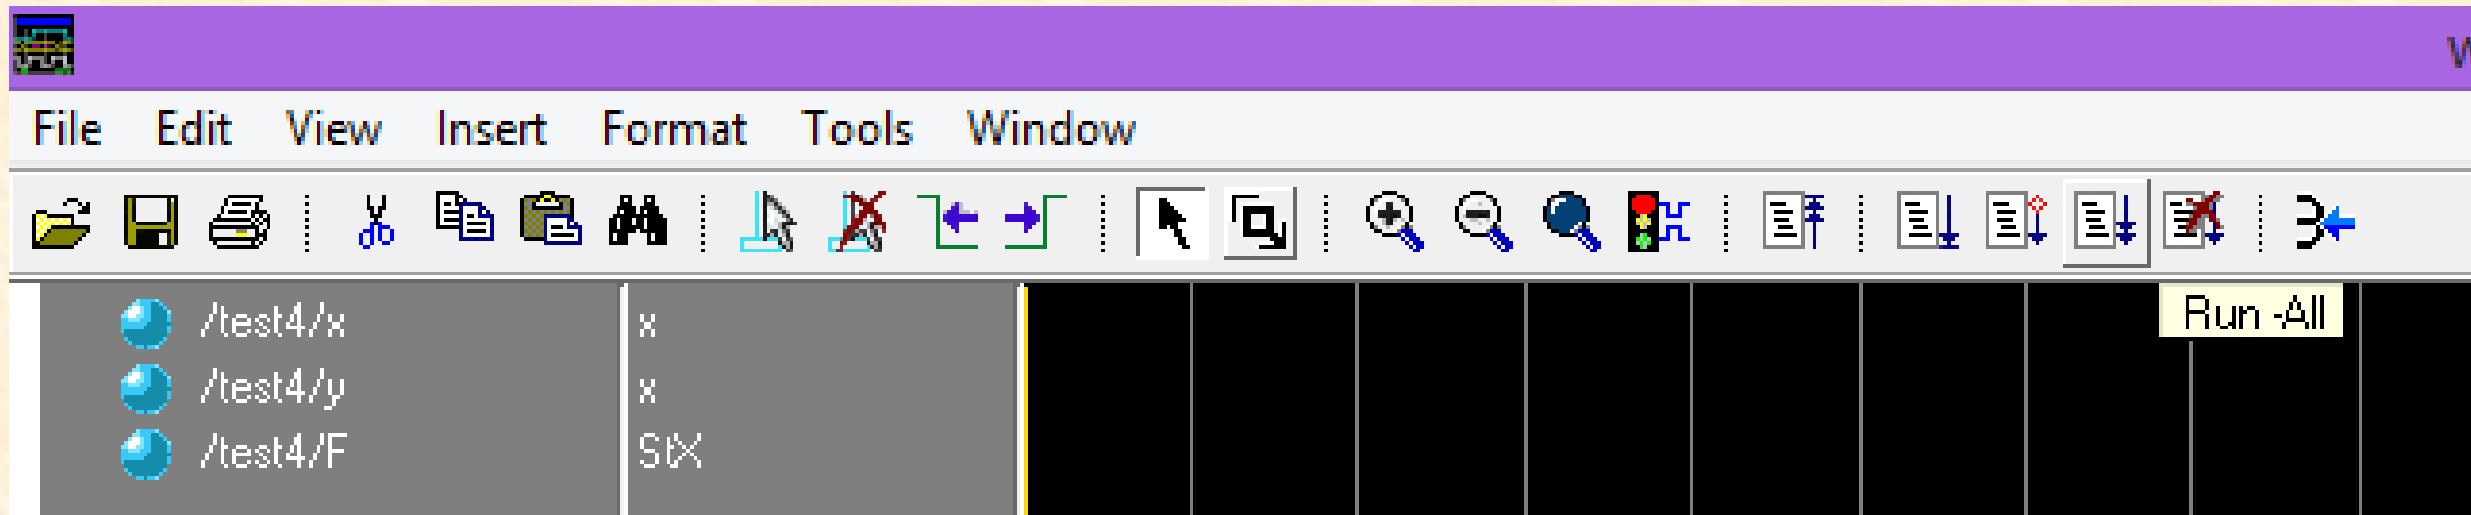 File Edit View Insert Format Tools Window
Run -All
/test4/x x
/test4/y x
/test4/F StX